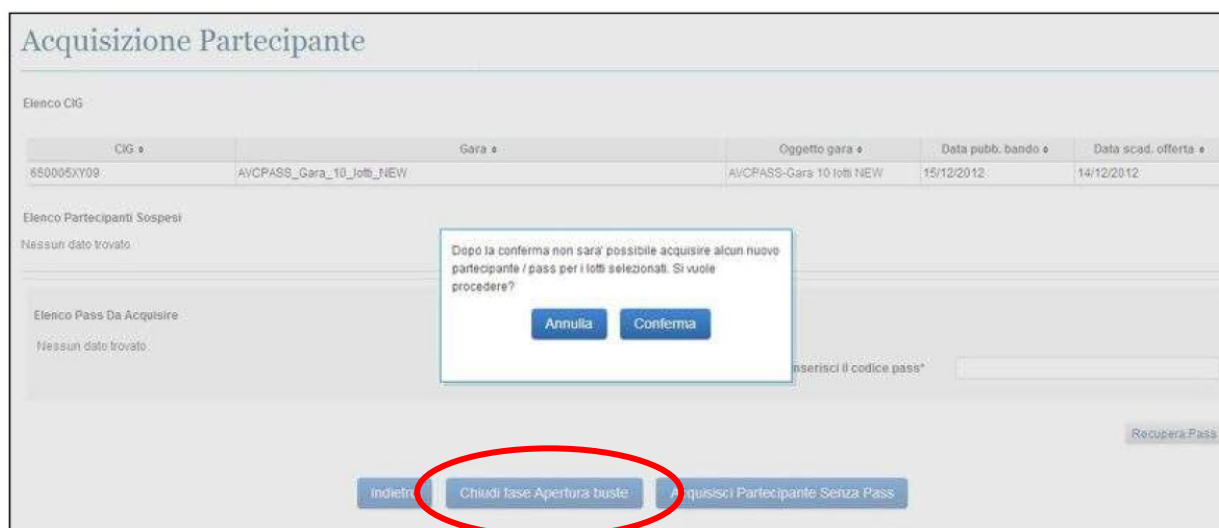 Acquisizione Partecipante
Elenco CIG
CIG Gara Oggetto gara Data pubb. bando Data scad. offerta
650005XY09 AVCPASS_Gara_10_lotti_NEW AVCPASS-Gara 10 lotti NEW 15/12/2012 14/12/2012
Elenco Partecipanti Sospesi
Nessun dato trovato
Dopo la conferma non sara' possibile acquisire alcun nuovo
partecipante / pass per i lotti selezionati. Si vuole
procedere?
Annulla Conferma
Elenco Pass Da Acquisire
Nessun dato trovato
nserisci il codice pass*
Recupera Pass
Indietro Chiudi fase Apertura buste Acquisisci Partecipante Senza Pass